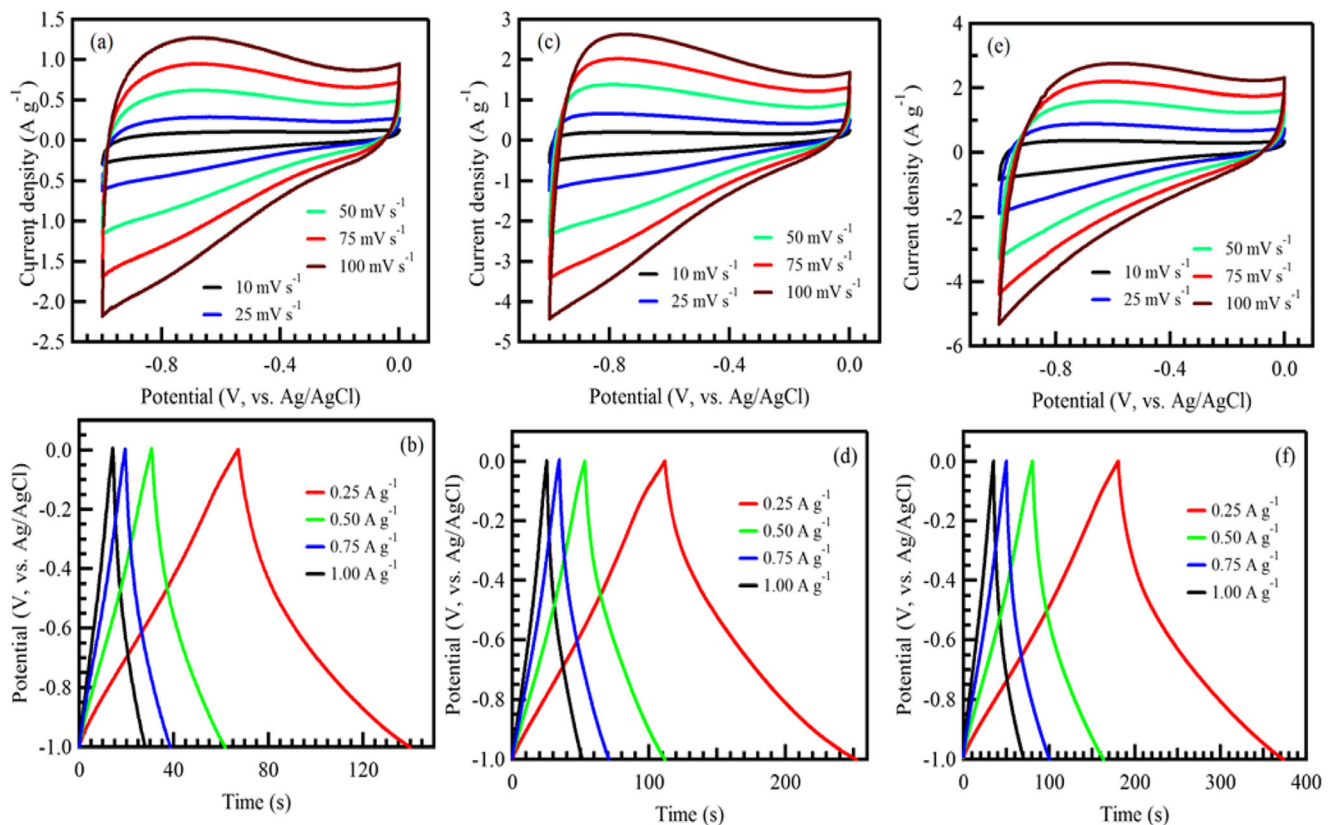 (a)
1.5
1.0
0.5
0.0
0.5
1.0
1.5
-2.0
-2.5
Current density (A g⁻¹)
50 mV s⁻¹
75 mV s⁻¹
100 mV s⁻¹
10 mV s⁻¹
25 mV s⁻¹
-0.8 -0.4 0.0
Potential (V, vs. Ag/AgCl)
(c)
3
2
1
0
-1
-2
-3
-4
-5
Current density (A g⁻¹)
50 mV s⁻¹
75 mV s⁻¹
100 mV s⁻¹
10 mV s⁻¹
25 mV s⁻¹
-0.8 -0.4 0.0
Potential (V, vs. Ag/AgCl)
(e)
4
2
0
-2
-4
-6
Current density (A g⁻¹)
50 mV s⁻¹
75 mV s⁻¹
100 mV s⁻¹
10 mV s⁻¹
25 mV s⁻¹
-0.8 -0.4 0.0
Potential (V, vs. Ag/AgCl)
(b)
0.0
-0.2
-0.4
-0.6
-0.8
-1.0
Potential (V, vs. Ag/AgCl)
0.25 A g⁻¹
0.50 A g⁻¹
0.75 A g⁻¹
1.00 A g⁻¹
0 40 80 120
Time (s)
(d)
0.0
-0.2
-0.4
-0.6
-0.8
-1.0
Potential (V, vs. Ag/AgCl)
0.25 A g⁻¹
0.50 A g⁻¹
0.75 A g⁻¹
1.00 A g⁻¹
0 100 200
Time (s)
(f)
0.0
-0.2
-0.4
-0.6
-0.8
-1.0
Potential (V, vs. Ag/AgCl)
0.25 A g⁻¹
0.50 A g⁻¹
0.75 A g⁻¹
1.00 A g⁻¹
0 100 200 300 400
Time (s)